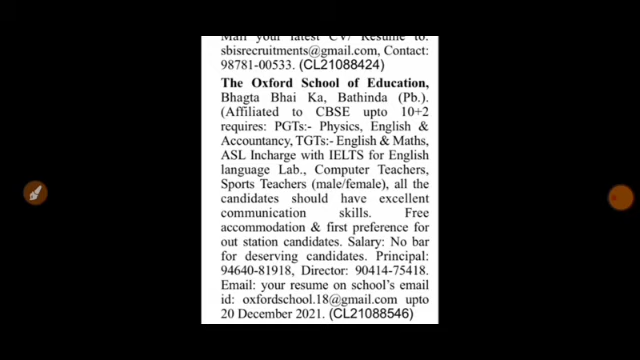 Mail your latest CV/ Resume to:
sbisrecruitments@gmail.com, Contact:
98781-00533. (CL21088424)
The Oxford School of Education,
Bhagta Bhai Ka, Bathinda (Pb.).
(Affiliated to CBSE upto 10+2
requires: PGTs:- Physics, English &
Accountancy, TGTs:- English & Maths,
ASL Incharge with IELTS for English
language Lab., Computer Teachers,
Sports Teachers (male/female), all the
candidates should have excellent
communication skills. Free
accommodation & first preference for
out station candidates. Salary: No bar
for deserving candidates. Principal:
94640-81918, Director: 90414-75418.
Email: your resume on school's email
id: oxfordschool.18@gmail.com upto
20 December 2021. (CL21088546)